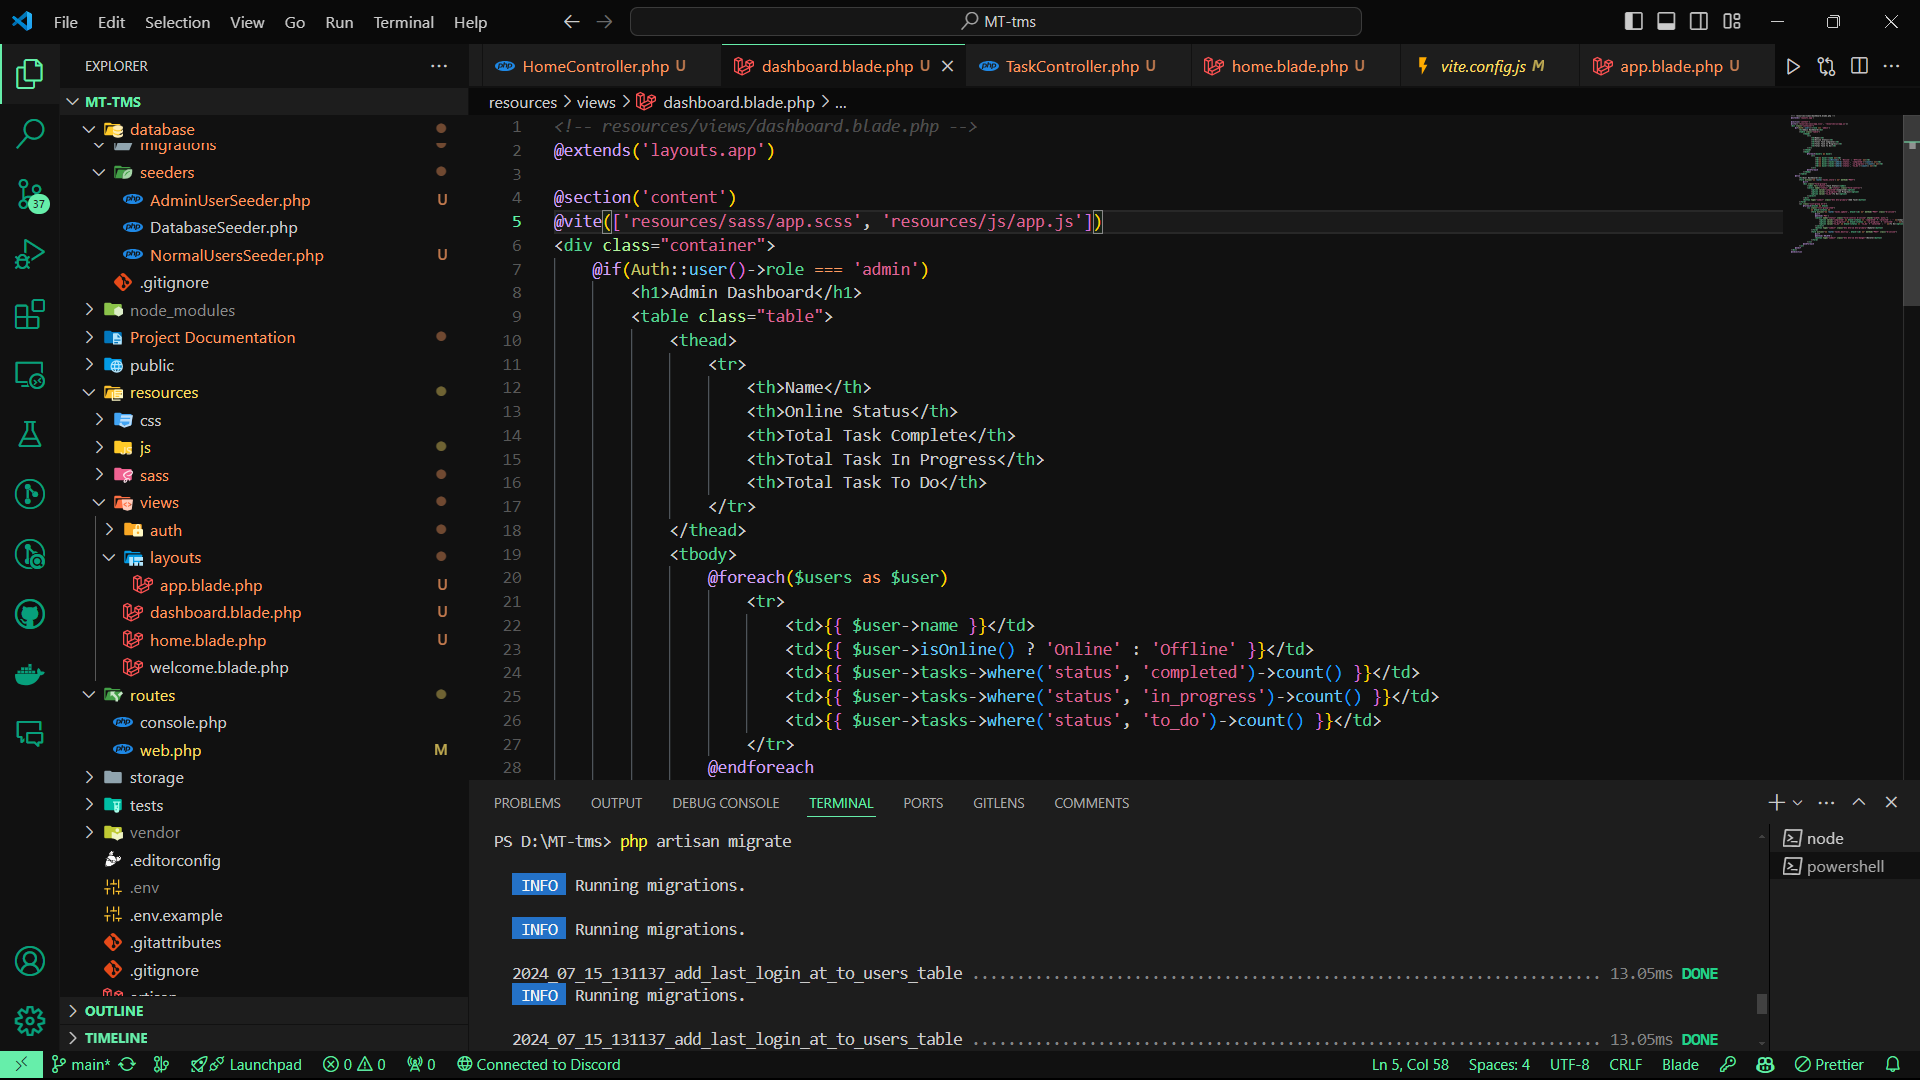 File Edit Selection View Go Run Terminal Help
MT-tms
EXPLORER
MT-TMS
database
migrations
seeders
AdminUserSeeder.php U
DatabaseSeeder.php
NormalUsersSeeder.php U
.gitignore
node_modules
Project Documentation
public
resources
css
js
sass
views
auth
layouts
app.blade.php U
dashboard.blade.php U
home.blade.php U
welcome.blade.php
routes
console.php
web.php M
storage
tests
vendor
.editorconfig
.env
.env.example
.gitattributes
.gitignore
OUTLINE
TIMELINE
37
HomeController.php U
dashboard.blade.php U
TaskController.php U
home.blade.php U
vite.config.js M
app.blade.php U
resources > views > dashboard.blade.php > ...
1 <!-- resources/views/dashboard.blade.php -->
2 @extends('layouts.app')
3
4 @section('content')
5 @vite(['resources/sass/app.scss', 'resources/js/app.js'])
6 <div class="container">
7 @if(Auth::user()->role === 'admin')
8 <h1>Admin Dashboard</h1>
9 <table class="table">
10 <thead>
11 <tr>
12 <th>Name</th>
13 <th>Online Status</th>
14 <th>Total Task Complete</th>
15 <th>Total Task In Progress</th>
16 <th>Total Task To Do</th>
17 </tr>
18 </thead>
19 <tbody>
20 @foreach($users as $user)
21 <tr>
22 <td>{{ $user->name }}</td>
23 <td>{{ $user->isOnline() ? 'Online' : 'Offline' }}</td>
24 <td>{{ $user->tasks->where('status', 'completed')->count() }}</td>
25 <td>{{ $user->tasks->where('status', 'in_progress')->count() }}</td>
26 <td>{{ $user->tasks->where('status', 'to_do')->count() }}</td>
27 </tr>
28 @endforeach
PROBLEMS OUTPUT DEBUG CONSOLE TERMINAL PORTS GITLENS COMMENTS
PS D:\MT-tms> php artisan migrate
INFO Running migrations.
INFO Running migrations.
2024_07_15_131137_add_last_login_at_to_users_table ...................................................................... 13.05ms DONE
INFO Running migrations.
2024_07_15_131137_add_last_login_at_to_users_table ...................................................................... 13.05ms DONE
node
powershell
main* Launchpad 0 0 0 Connected to Discord Ln 5, Col 58 Spaces: 4 UTF-8 CRLF Blade Prettier